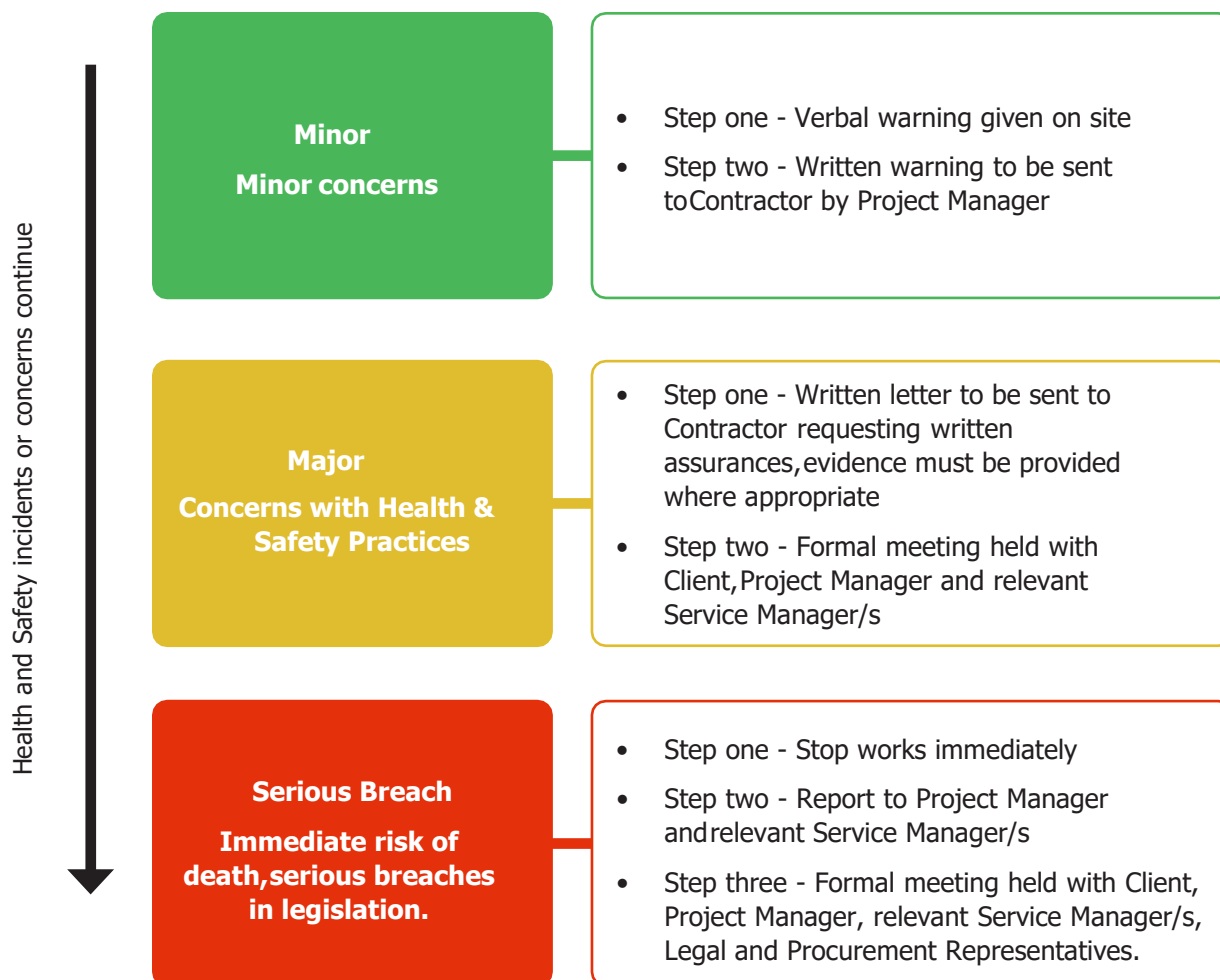 Health and Safety incidents or concerns continue
Minor
Minor concerns
• Step one - Verbal warning given on site
• Step two - Written warning to be sent
toContractor by Project Manager
Major
Concerns with Health &
Safety Practices
• Step one - Written letter to be sent to
Contractor requesting written
assurances,evidence must be provided
where appropriate
• Step two - Formal meeting held with
Client,Project Manager and relevant
Service Manager/s
Serious Breach
Immediate risk of
death,serious breaches
in legislation.
• Step one - Stop works immediately
• Step two - Report to Project Manager
andrelevant Service Manager/s
• Step three - Formal meeting held with Client,
Project Manager, relevant Service Manager/s,
Legal and Procurement Representatives.